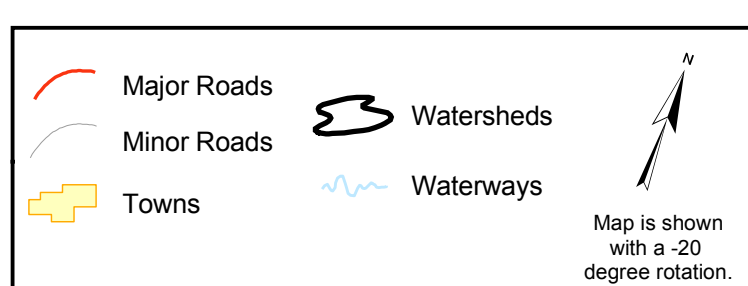 Major Roads
Minor Roads
Towns
Watersheds
Waterways
N
Map is shown
with a -20
degree rotation.